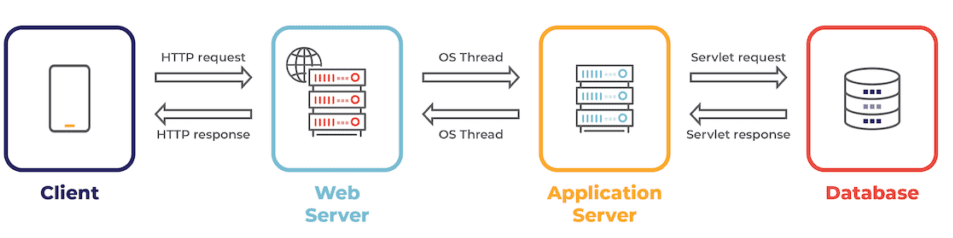 HTTP request
HTTP response
OS Thread
OS Thread
Servlet request
Servlet response
Client
Web
Server
Application
Server
Database